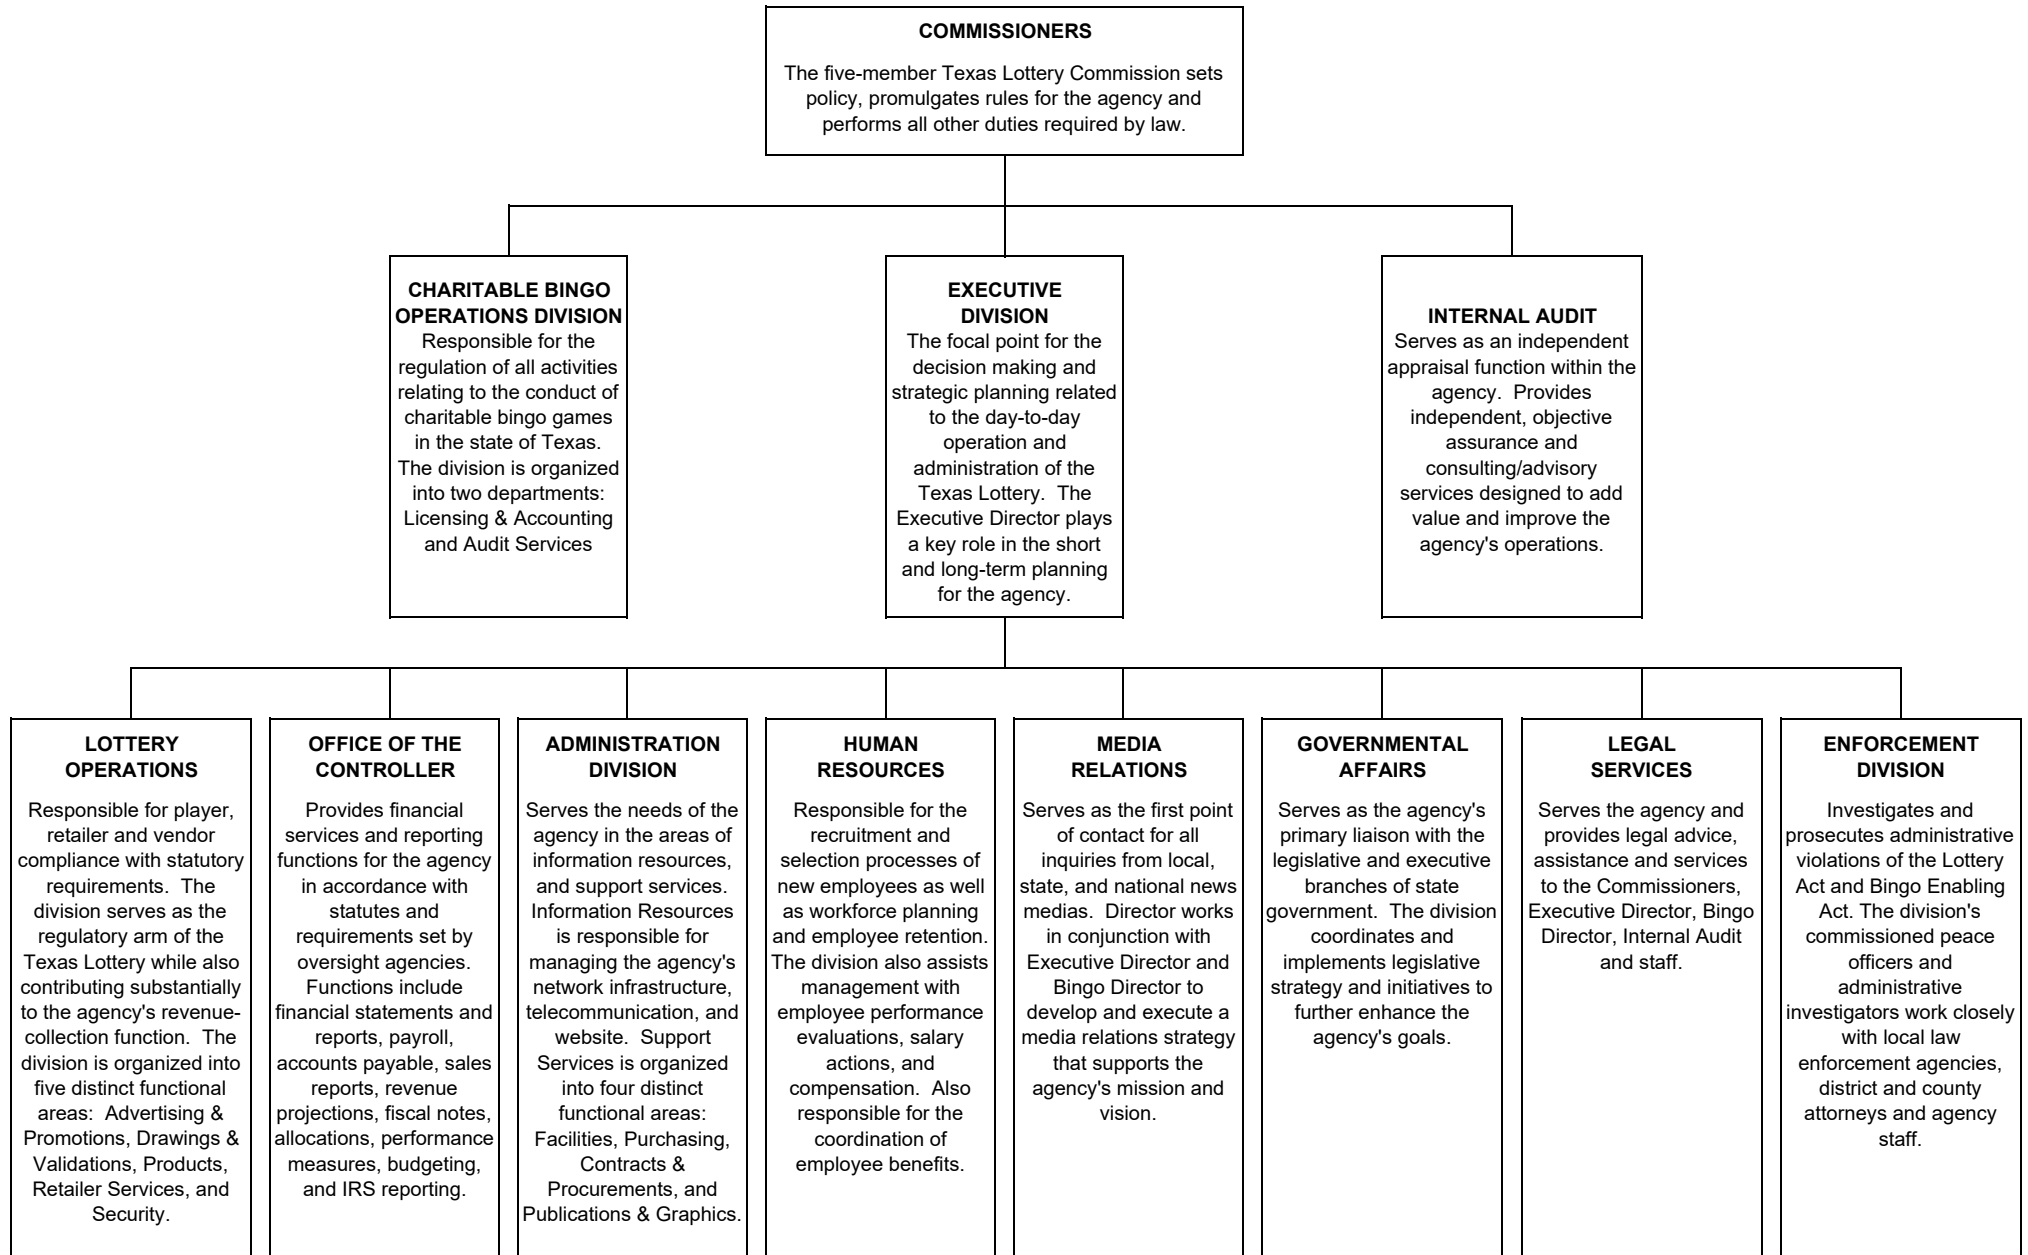 COMMISSIONERS
The five-member Texas Lottery Commission sets
policy, promulgates rules for the agency and
performs all other duties required by law.
CHARITABLE BINGO
OPERATIONS DIVISION
Responsible for the
regulation of all activities
relating to the conduct of
charitable bingo games
in the state of Texas.
The division is organized
into two departments:
Licensing & Accounting
and Audit Services
EXECUTIVE
DIVISION
The focal point for the
decision making and
strategic planning related
to the day-to-day
operation and
administration of the
Texas Lottery.  The
Executive Director plays
a key role in the short
and long-term planning
for the agency.
INTERNAL AUDIT
Serves as an independent
appraisal function within the
agency.  Provides
independent, objective
assurance and
consulting/advisory
services designed to add
value and improve the
agency's operations.
LOTTERY
OPERATIONS
Responsible for player,
retailer and vendor
compliance with statutory
requirements.  The
division serves as the
regulatory arm of the
Texas Lottery while also
contributing substantially
to the agency's revenue-
collection function.  The
division is organized into
five distinct functional
areas:  Advertising &
Promotions, Drawings &
Validations, Products,
Retailer Services, and
Security.
OFFICE OF THE
CONTROLLER
Provides financial
services and reporting
functions for the agency
in accordance with
statutes and
requirements set by
oversight agencies.
Functions include
financial statements and
reports, payroll,
accounts payable, sales
reports, revenue
projections, fiscal notes,
allocations, performance
measures, budgeting,
and IRS reporting.
ADMINISTRATION
DIVISION
Serves the needs of the
agency in the areas of
information resources,
and support services.
Information Resources
is responsible for
managing the agency's
network infrastructure,
telecommunication, and
website.  Support
Services is organized
into four distinct
functional areas:
Facilities, Purchasing,
Contracts &
Procurements, and
Publications & Graphics.
HUMAN
RESOURCES
Responsible for the
recruitment and
selection processes of
new employees as well
as workforce planning
and employee retention.
The division also assists
management with
employee performance
evaluations, salary
actions, and
compensation.  Also
responsible for the
coordination of
employee benefits.
MEDIA
RELATIONS
Serves as the first point
of contact for all
inquiries from local,
state, and national news
medias.  Director works
in conjunction with
Executive Director and
Bingo Director to
develop and execute a
media relations strategy
that supports the
agency's mission and
vision.
GOVERNMENTAL
AFFAIRS
Serves as the agency's
primary liaison with the
legislative and executive
branches of state
government.  The division
coordinates and
implements legislative
strategy and initiatives to
further enhance the
agency's goals.
LEGAL
SERVICES
Serves the agency and
provides legal advice,
assistance and services
to the Commissioners,
Executive Director, Bingo
Director, Internal Audit
and staff.
ENFORCEMENT
DIVISION
Investigates and
prosecutes administrative
violations of the Lottery
Act and Bingo Enabling
Act. The division's
commissioned peace
officers and
administrative
investigators work closely
with local law
enforcement agencies,
district and county
attorneys and agency
staff.